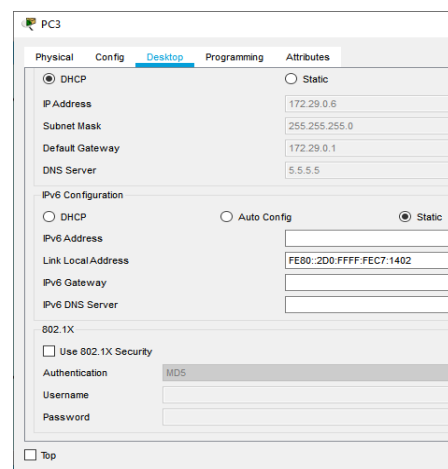 PC3
Physical Config Desktop Programming Attributes
DHCP Static
IP Address 172.29.0.6
Subnet Mask 255.255.255.0
Default Gateway 172.29.0.1
DNS Server 5.5.5.5
IPv6 Configuration
DHCP Auto Config Static
IPv6 Address
Link Local Address FE80::2D0:FFFF:FEC7:1402
IPv6 Gateway
IPv6 DNS Server
802.1X
Use 802.1X Security
Authentication MD5
Username
Password
Top